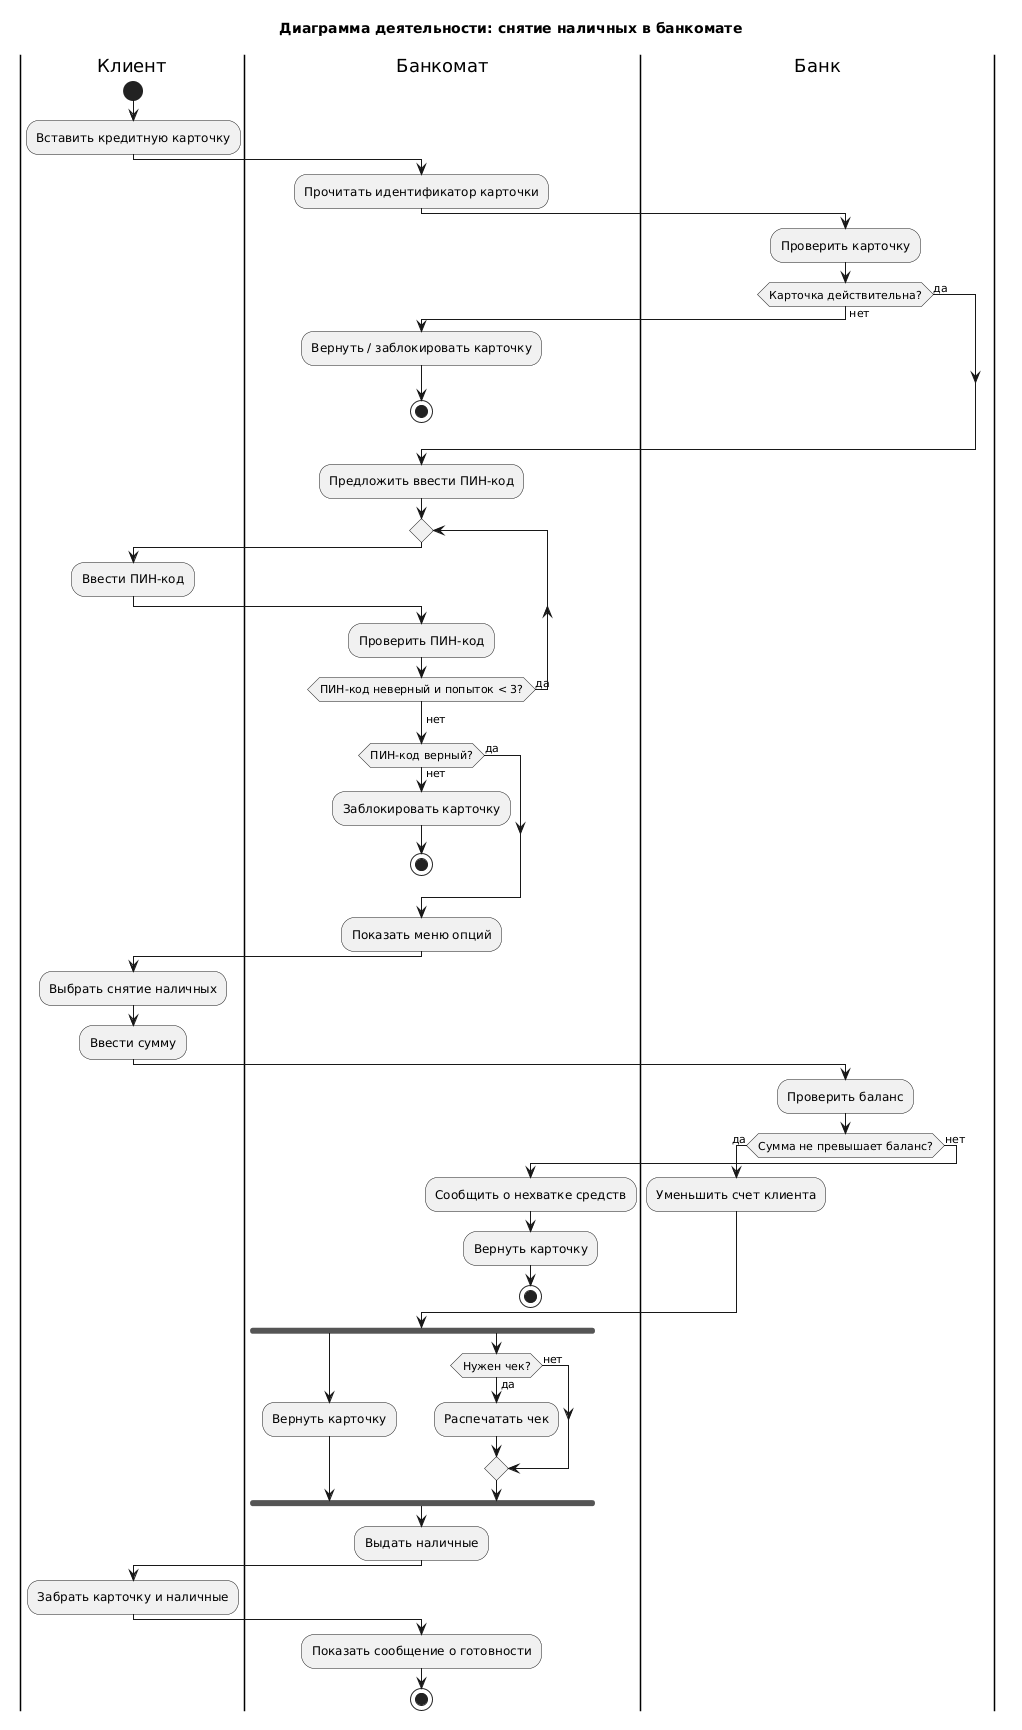 Диаграмма деятельности: снятие наличных в банкомате
Клиент
Банкомат
Банк
Вставить кредитную карточку
Прочитать идентификатор карточки
Проверить карточку
Карточка действительна?
да
нет
Вернуть / заблокировать карточку
Предложить ввести ПИН-код
Ввести ПИН-код
Проверить ПИН-код
ПИН-код неверный и попыток < 3?
да
нет
ПИН-код верный?
да
нет
Заблокировать карточку
Показать меню опций
Выбрать снятие наличных
Ввести сумму
Проверить баланс
да
Сумма не превышает баланс?
нет
Сообщить о нехватке средств
Уменьшить счет клиента
Вернуть карточку
Нужен чек?
нет
да
Вернуть карточку
Распечатать чек
Выдать наличные
Забрать карточку и наличные
Показать сообщение о готовности